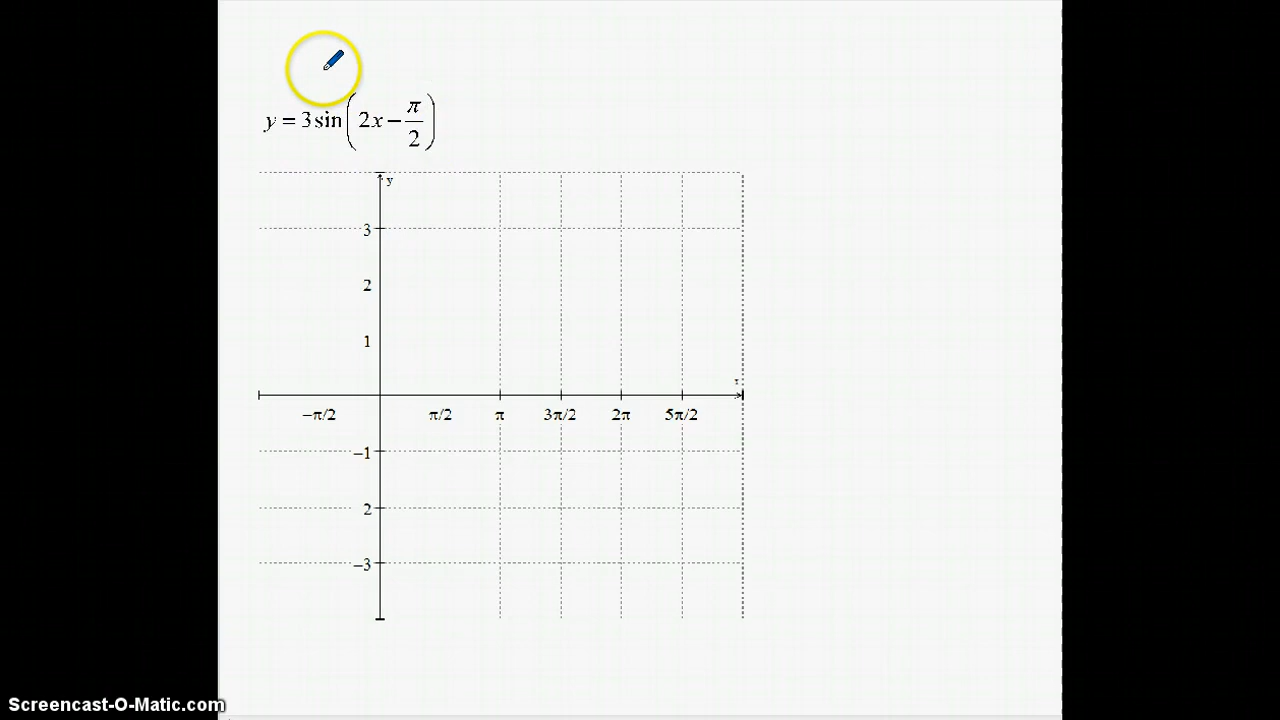 y = 3 sin(2x − π/2)
y
3
2
1
x
−π/2 π/2 π 3π/2 2π 5π/2
−1
2
−3
Screencast-O-Matic.com